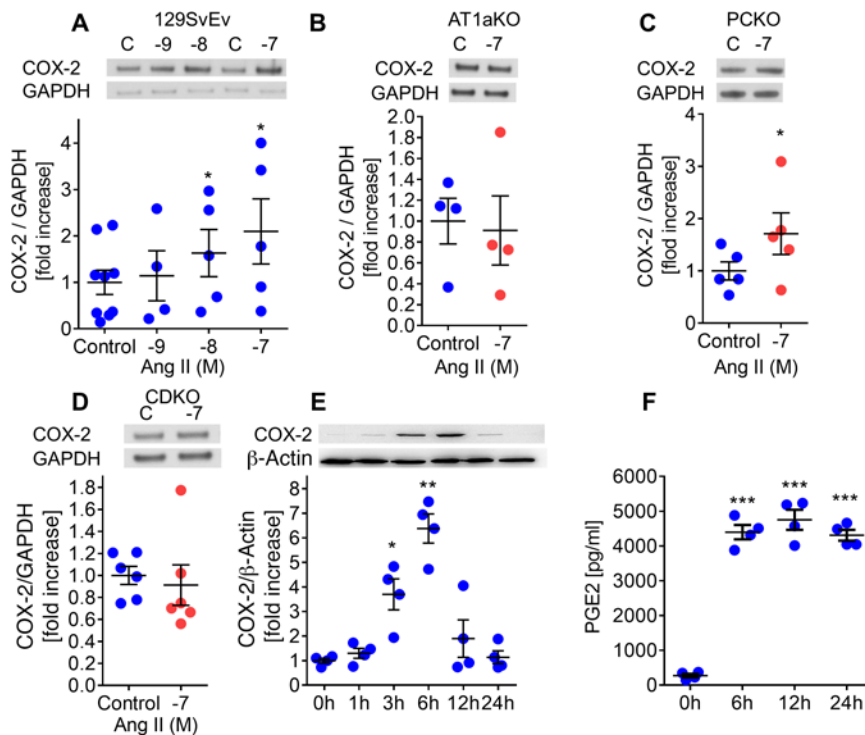 A 129SvEv
C -9 -8 C -7
COX-2
GAPDH
COX-2 / GAPDH
[fold increase]
4
3
2
1
0
*
*
Control -9 -8 -7
Ang II (M)
B AT1aKO
C -7
COX-2
GAPDH
COX-2 / GAPDH
[flod increase]
2.0
1.8
1.6
1.4
1.2
1.0
0.8
0.6
0.4
0.2
0.0
Control -7
Ang II (M)
C PCKO
C -7
COX-2
GAPDH
COX-2 / GAPDH
[flod increase]
4
3
2
1
0
*
Control -7
Ang II (M)
D CDKO
C -7
COX-2
GAPDH
COX-2/GAPDH
[fold increase]
1.8
1.6
1.4
1.2
1.0
0.8
0.6
0.4
0.2
0.0
Control -7
Ang II (M)
E
COX-2
β-Actin
COX-2/β-Actin
[fold increase]
8
7
6
5
4
3
2
1
0
*
**
0h 1h 3h 6h 12h 24h
F
PGE2 [pg/ml]
6000
5000
4000
3000
2000
1000
0
***
***
***
0h 6h 12h 24h